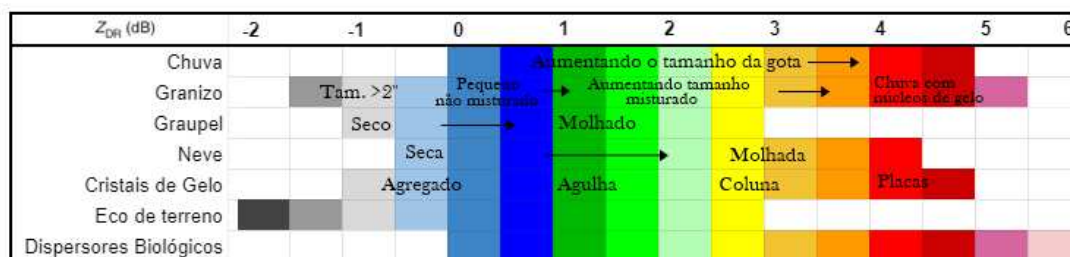 Z_DR (dB) -2 -1 0 1 2 3 4 5 6
Chuva Aumentando o tamanho da gota
Granizo Tam. >2" Pequeno não misturado Aumentando tamanho misturado Chuva com núcleos de gelo
Graupel Seco Molhado
Neve Seca Molhada
Cristais de Gelo Agregado Agulha Coluna Placas
Eco de terreno
Dispersores Biológicos